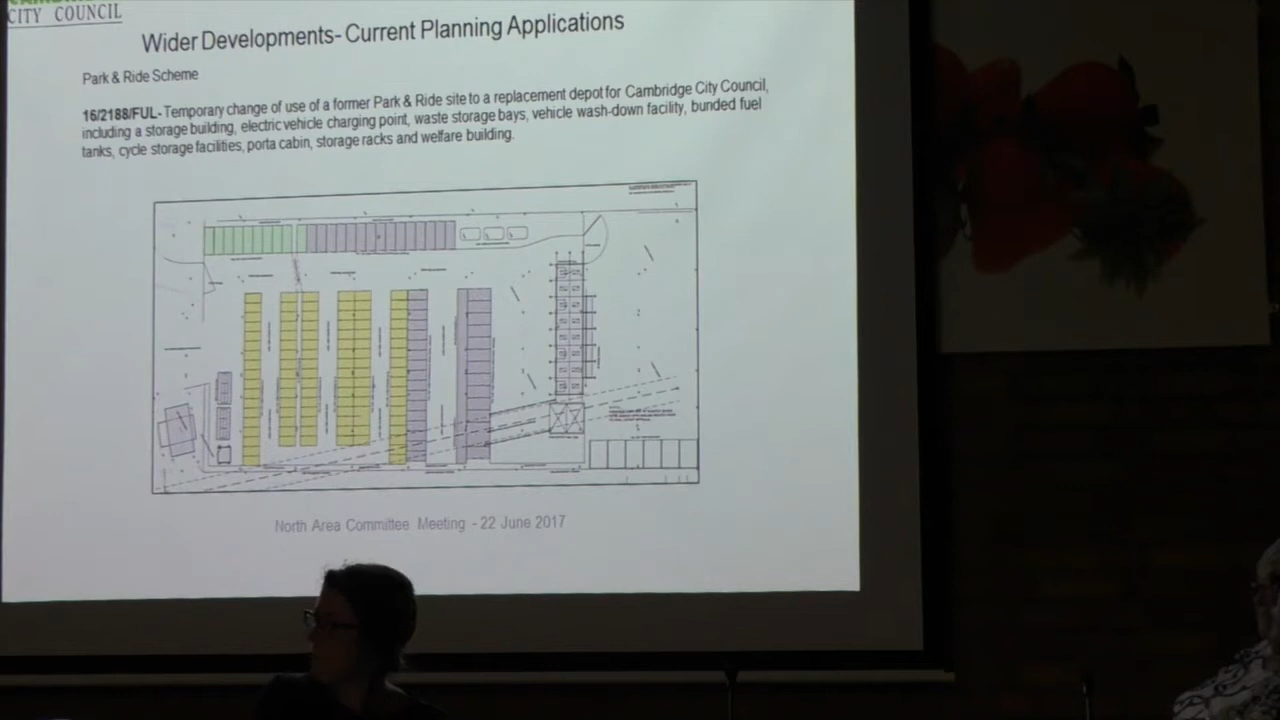 CITY COUNCIL
Wider Developments- Current Planning Applications
Park & Ride Scheme
16/2188/FUL- Temporary change of use of a former Park & Ride site to a replacement depot for Cambridge City Council,
including a storage building, electric vehicle charging point, waste storage bays, vehicle wash-down facility, bunded fuel
tanks, cycle storage facilities, porta cabin, storage racks and welfare building.
North Area Committee Meeting - 22 June 2017